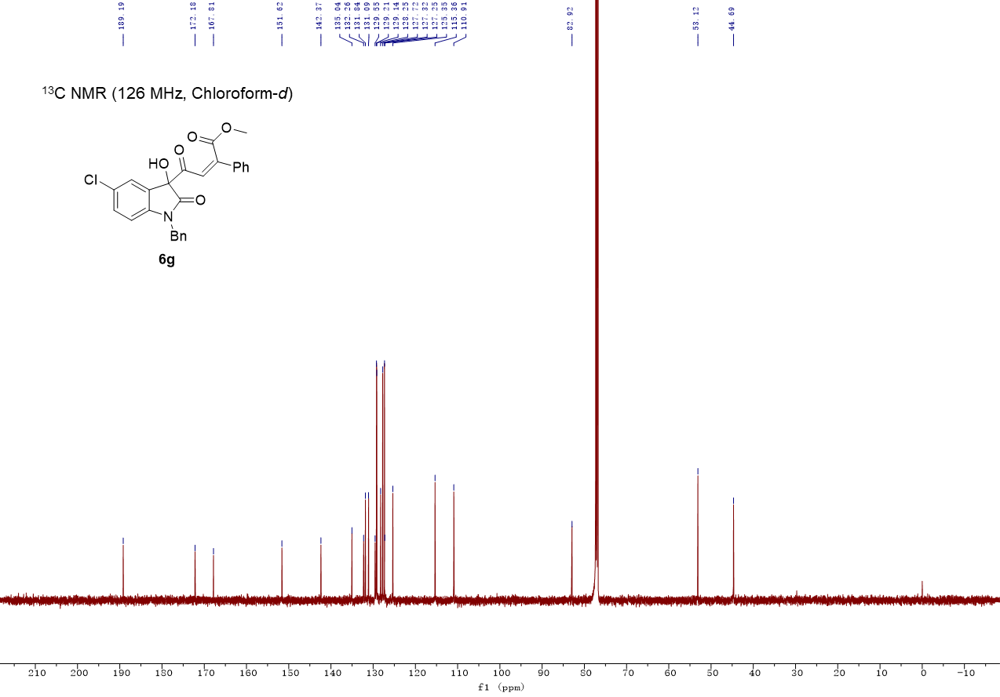 189.19
172.18
167.81
151.62
142.37
135.04
132.26
131.84
131.09
129.55
129.21
129.14
128.25
127.72
127.32
127.25
125.35
115.36
110.91
82.92
53.12
44.69
¹³C NMR (126 MHz, Chloroform-d)
O
O
O
HO
Ph
Cl
O
N
Bn
6g
210 200 190 180 170 160 150 140 130 120 110 100 90 80 70 60 50 40 30 20 10 0 -10
f1 (ppm)